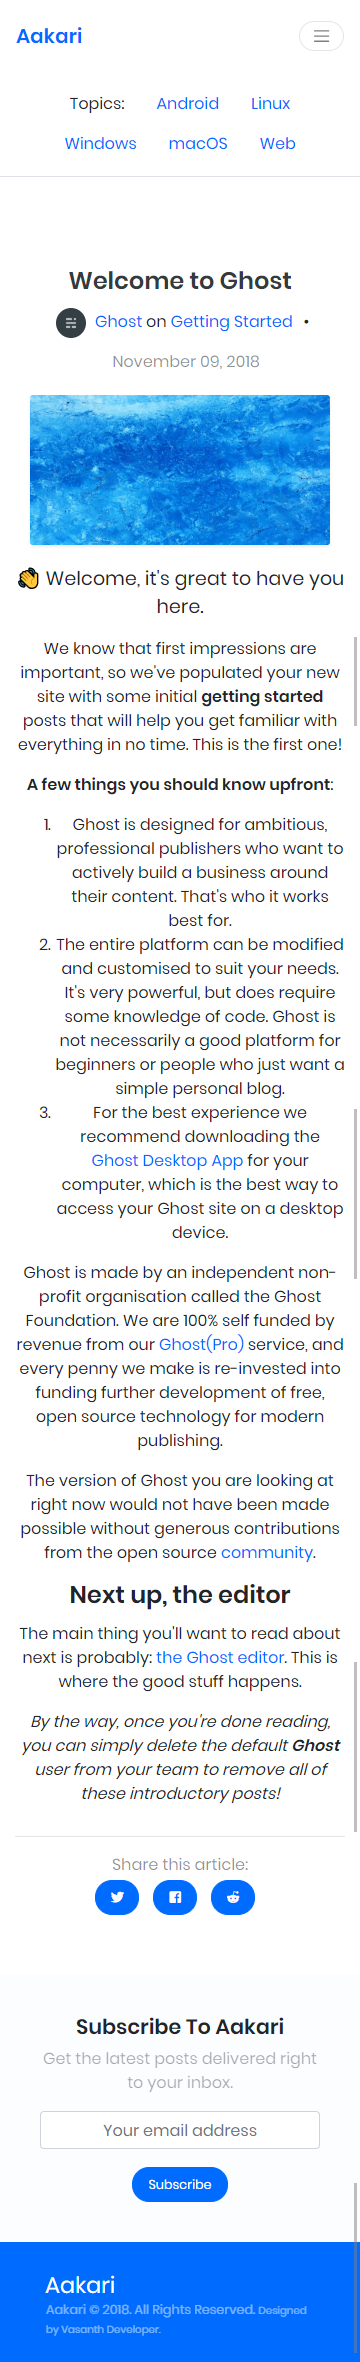 Aakari
Topics: Android Linux
Windows macOS Web
Welcome to Ghost
Ghost on Getting Started •
November 09, 2018
👏 Welcome, it's great to have you
here.
We know that first impressions are
important, so we've populated your new
site with some initial getting started
posts that will help you get familiar with
everything in no time. This is the first one!
A few things you should know upfront:
1. Ghost is designed for ambitious,
professional publishers who want to
actively build a business around
their content. That's who it works
best for.
2. The entire platform can be modified
and customised to suit your needs.
It's very powerful, but does require
some knowledge of code. Ghost is
not necessarily a good platform for
beginners or people who just want a
simple personal blog.
3. For the best experience we
recommend downloading the
Ghost Desktop App for your
computer, which is the best way to
access your Ghost site on a desktop
device.
Ghost is made by an independent non-
profit organisation called the Ghost
Foundation. We are 100% self funded by
revenue from our Ghost(Pro) service, and
every penny we make is re-invested into
funding further development of free,
open source technology for modern
publishing.
The version of Ghost you are looking at
right now would not have been made
possible without generous contributions
from the open source community.
Next up, the editor
The main thing you'll want to read about
next is probably: the Ghost editor. This is
where the good stuff happens.
By the way, once you're done reading,
you can simply delete the default Ghost
user from your team to remove all of
these introductory posts!
Share this article:
Subscribe To Aakari
Get the latest posts delivered right
to your inbox.
Your email address
Subscribe
Aakari
Aakari © 2018. All Rights Reserved. Designed
by Vasanth Developer.